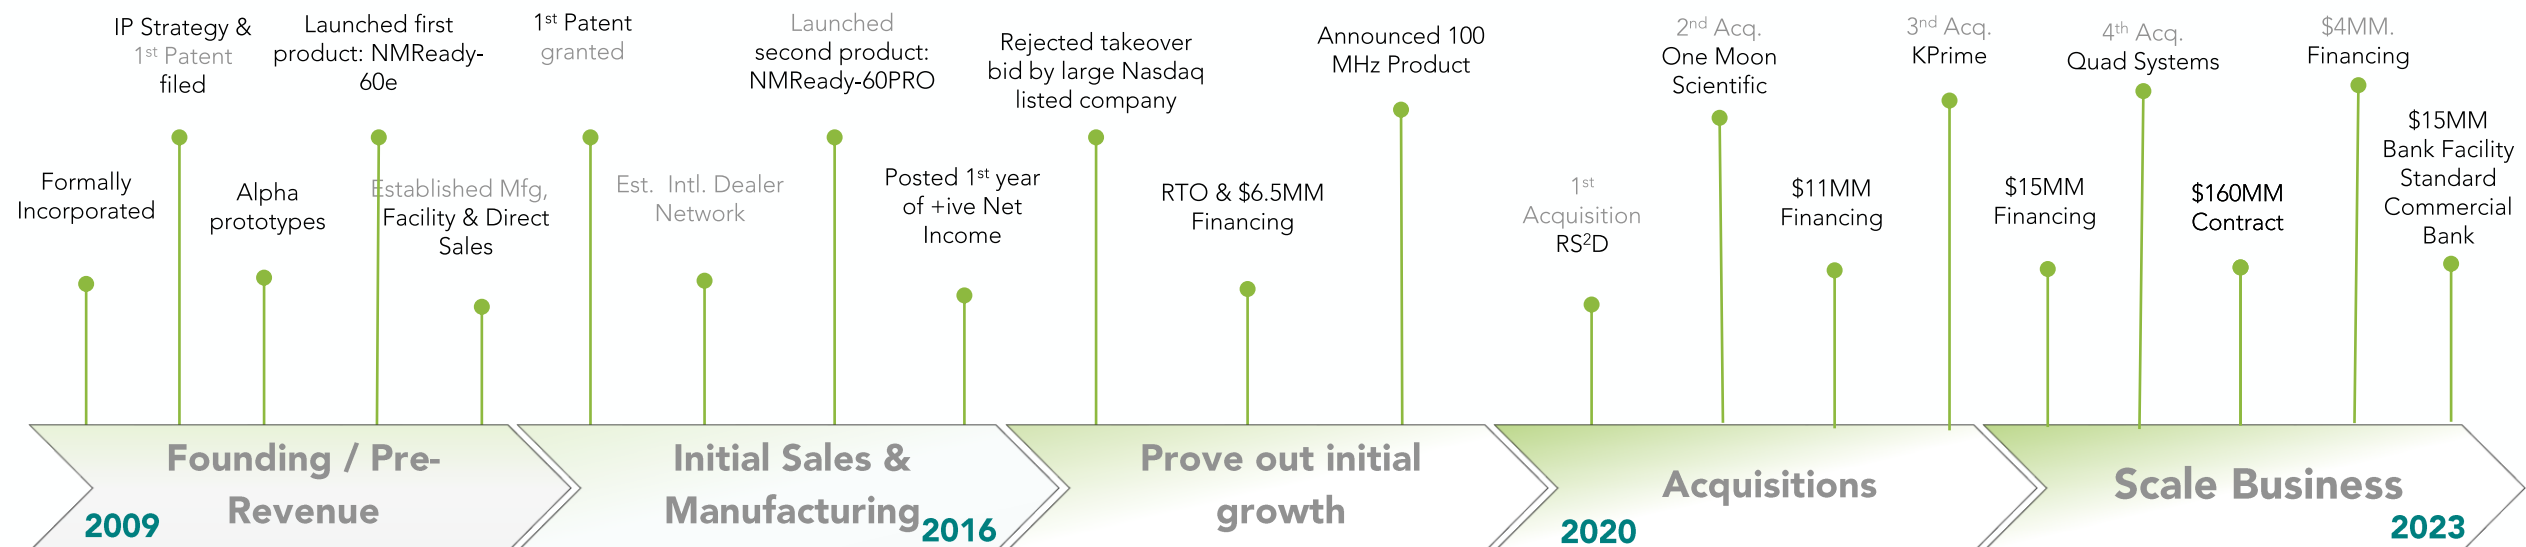 IP Strategy &
1st Patent
filed
Launched first
product: NMReady-
60e
1st Patent
granted
Launched
second product:
NMReady-60PRO
Rejected takeover
bid by large Nasdaq
listed company
Announced 100
MHz Product
2nd Acq.
One Moon
Scientific
3nd Acq.
KPrime
4th Acq.
Quad Systems
$4MM.
Financing
Formally
Incorporated
Alpha
prototypes
Established Mfg,
Facility & Direct
Sales
Est. Intl. Dealer
Network
Posted 1st year
of +ive Net
Income
RTO & $6.5MM
Financing
1st
Acquisition
RS2D
$11MM
Financing
$15MM
Financing
$160MM
Contract
$15MM
Bank Facility
Standard
Commercial
Bank
Founding / Pre-
Revenue
2009
Initial Sales &
Manufacturing
2016
Prove out initial
growth
Acquisitions
2020
Scale Business
2023